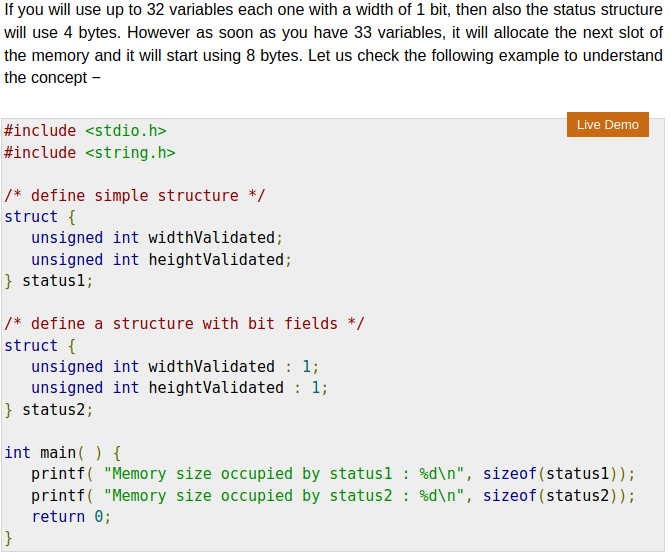 If you will use up to 32 variables each one with a width of 1 bit, then also the status structure
will use 4 bytes. However as soon as you have 33 variables, it will allocate the next slot of
the memory and it will start using 8 bytes. Let us check the following example to understand
the concept −
Live Demo
#include <stdio.h>
#include <string.h>

/* define simple structure */
struct {
   unsigned int widthValidated;
   unsigned int heightValidated;
} status1;

/* define a structure with bit fields */
struct {
   unsigned int widthValidated : 1;
   unsigned int heightValidated : 1;
} status2;

int main( ) {
   printf( "Memory size occupied by status1 : %d\n", sizeof(status1));
   printf( "Memory size occupied by status2 : %d\n", sizeof(status2));
   return 0;
}